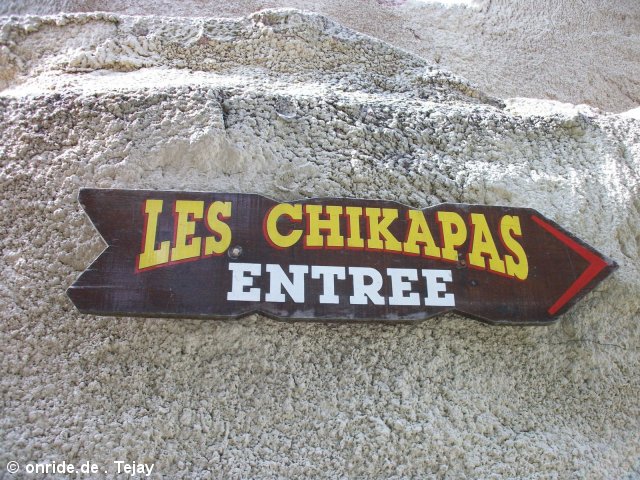 LES CHIKAPAS
ENTREE
© onride.de . Tejay